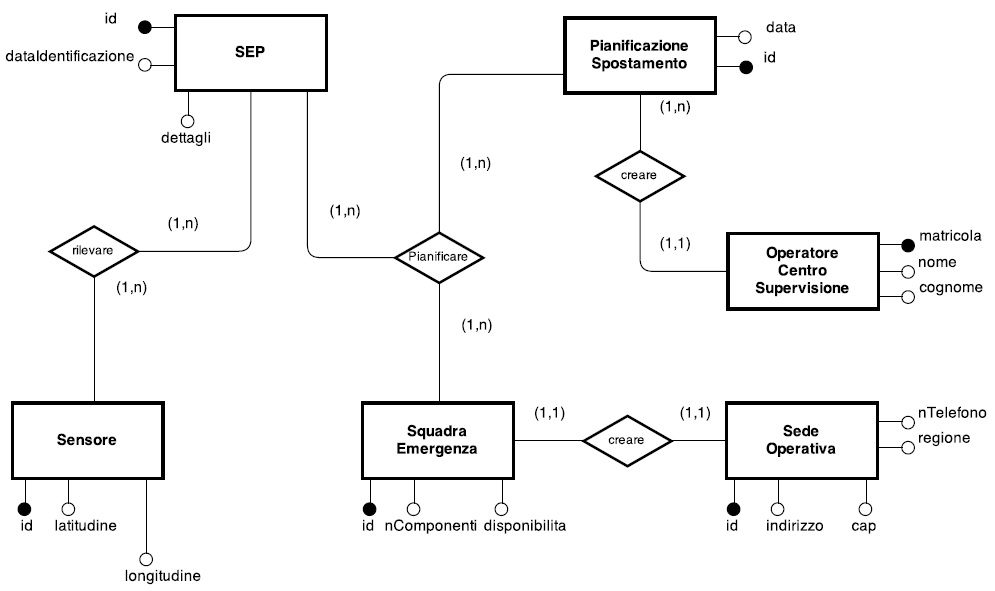 id
SEP
dataIdentificazione
dettagli
Pianificazione
Spostamento
data
id
(1,n)
creare
(1,n)
(1,n)
(1,n)
rilevare
(1,n)
Pianificare
(1,1)
Operatore
Centro
Supervisione
matricola
nome
cognome
(1,n)
Sensore
id
latitudine
longitudine
Squadra
Emergenza
id
nComponenti
disponibilita
(1,1)
creare
(1,1)
Sede
Operativa
nTelefono
regione
id
indirizzo
cap